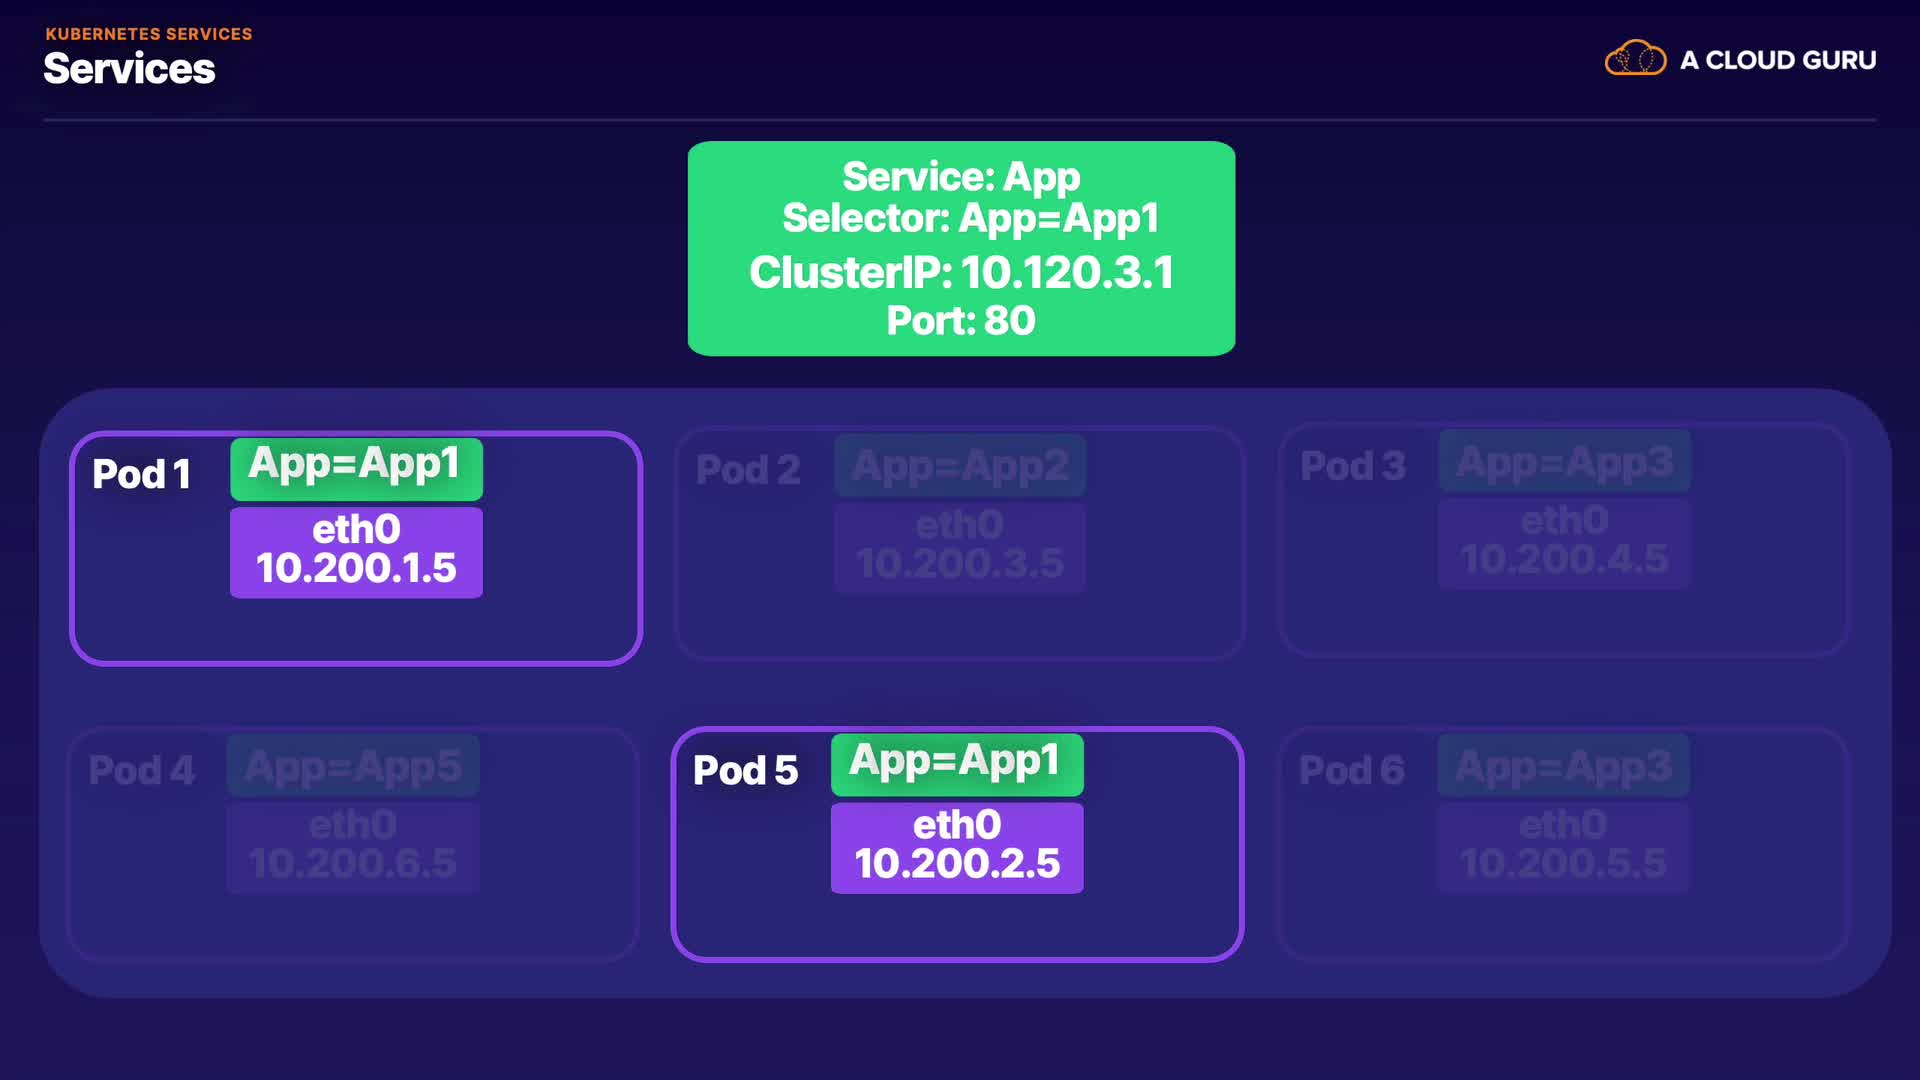 KUBERNETES SERVICES
Services
A CLOUD GURU
Service: App
Selector: App=App1
ClusterIP: 10.120.3.1
Port: 80
Pod 1
App=App1
eth0
10.200.1.5
Pod 2
App=App2
eth0
10.200.3.5
Pod 3
App=App3
eth0
10.200.4.5
Pod 4
App=App5
eth0
10.200.6.5
Pod 5
App=App1
eth0
10.200.2.5
Pod 6
App=App3
eth0
10.200.5.5